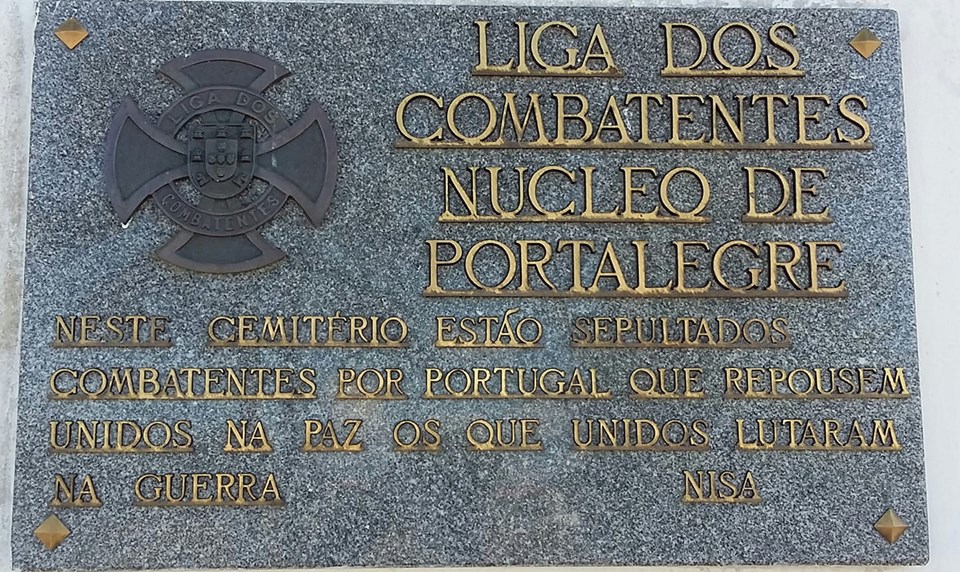 LIGA DOS
COMBATENTES
LIGA DOS
COMBATENTES
NUCLEO DE
PORTALEGRE
NESTE CEMITÉRIO ESTÃO SEPULTADOS
COMBATENTES POR PORTUGAL QUE REPOUSEM
UNIDOS NA PAZ OS QUE UNIDOS LUTARAM
NA GUERRA NISA